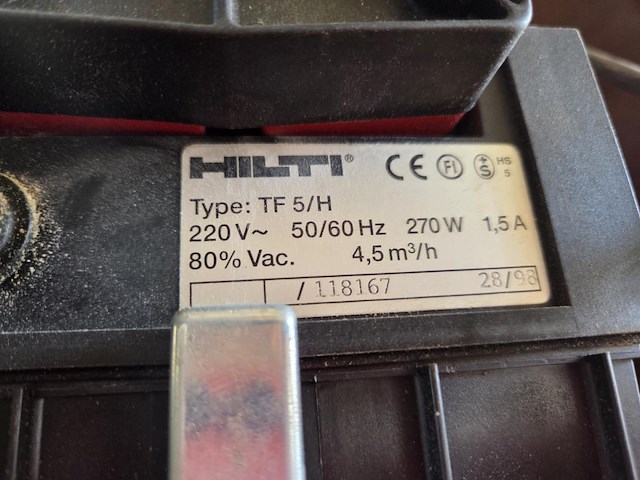 HILTI®
CE FI +S HS 5
Type: TF 5/H
220 V~ 50/60 Hz 270 W 1,5 A
80% Vac. 4,5 m³/h
/ 118167 28/98